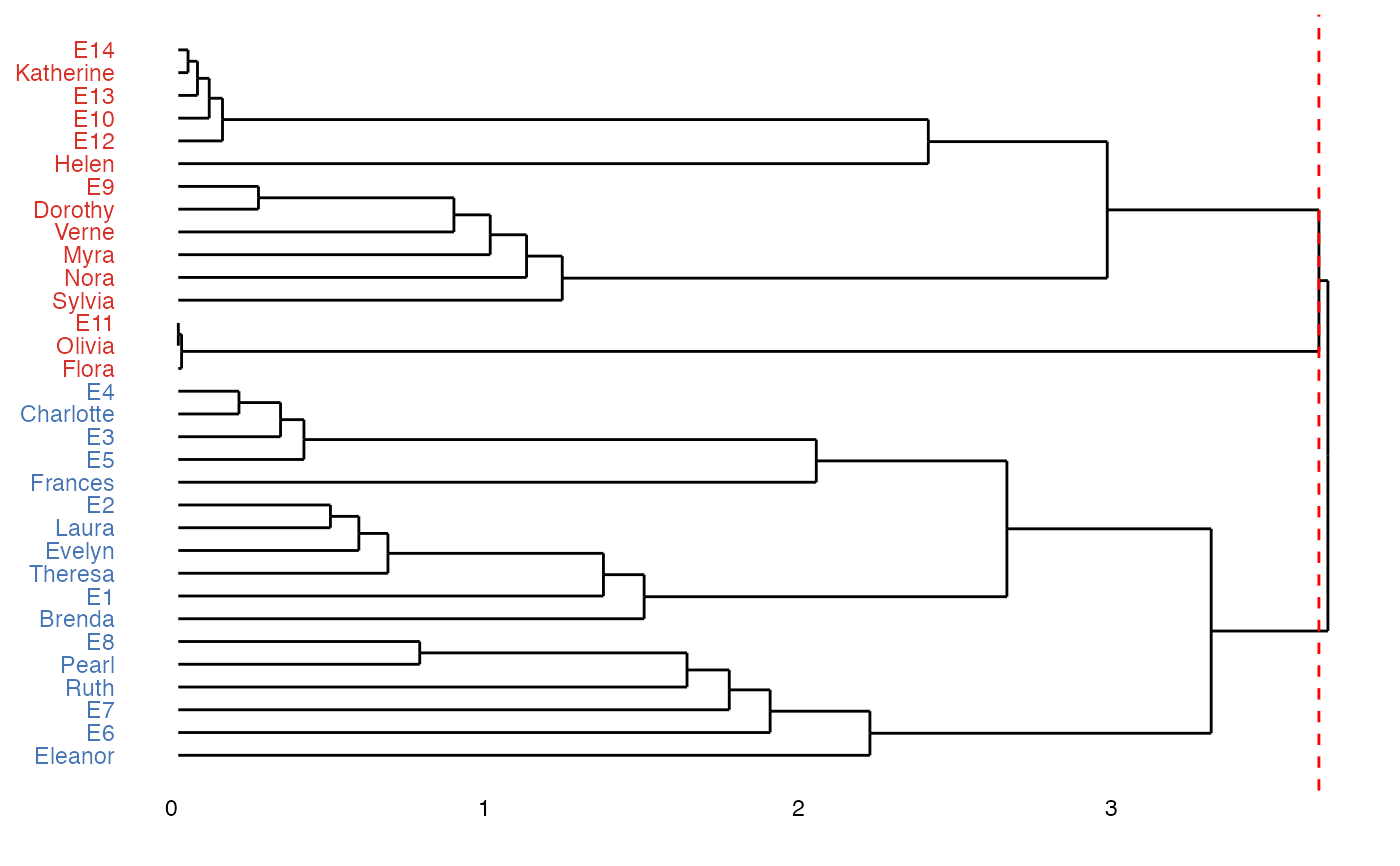 E14
Katherine
E13
E10
E12
Helen
E9
Dorothy
Verne
Myra
Nora
Sylvia
E11
Olivia
Flora
E4
Charlotte
E3
E5
Frances
E2
Laura
Evelyn
Theresa
E1
Brenda
E8
Pearl
Ruth
E7
E6
Eleanor
0 1 2 3